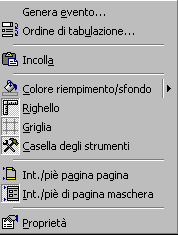 Genera evento...
Ordine di tabulazione...
Incolla
Colore riempimento/sfondo
Righello
Griglia
Casella degli strumenti
Int./piè pagina pagina
Int./piè di pagina maschera
Proprietà